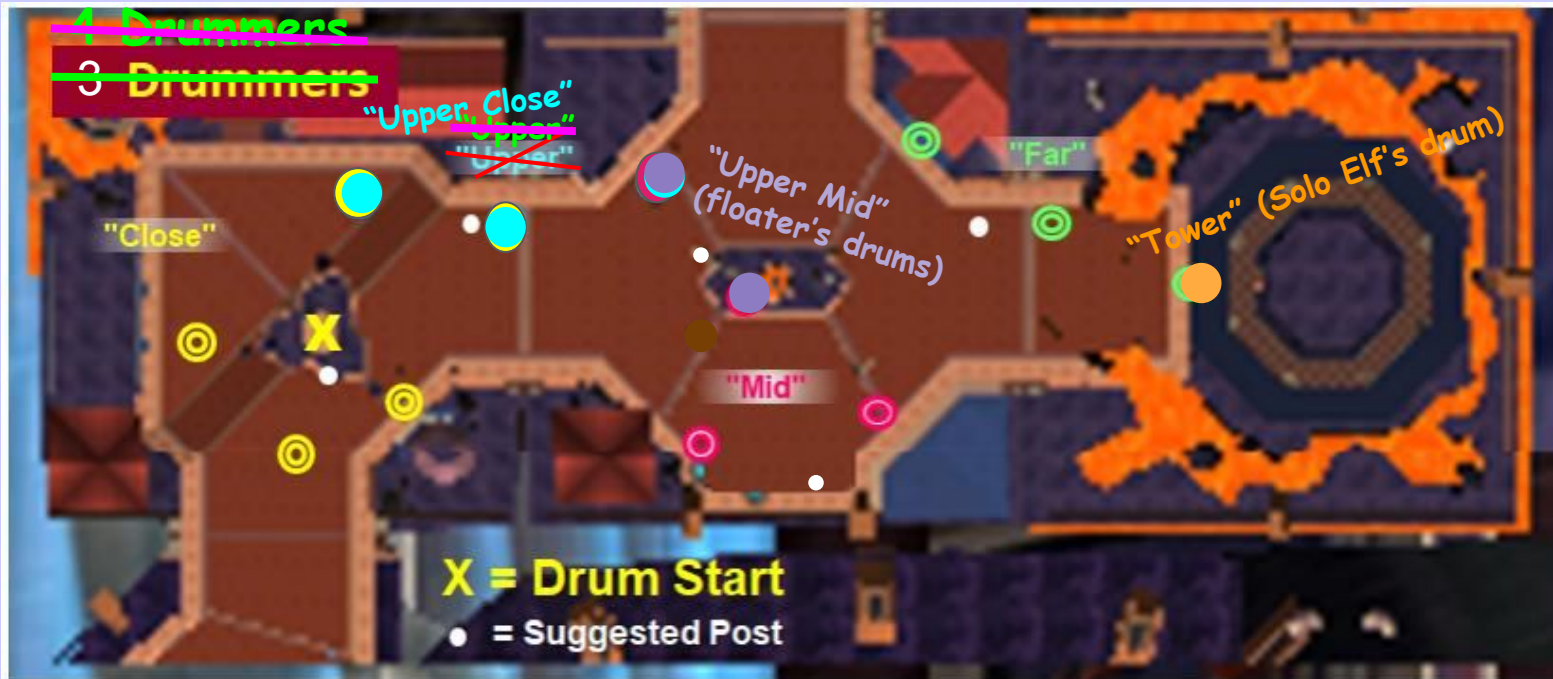 4 Drummers
3 Drummers
"Upper Close"
"Upper"
"Upper"
"Close"
"Upper Mid"
(floater's drums)
"Far"
"Tower" (Solo Elf's drum)
X
"Mid"
X = Drum Start
= Suggested Post